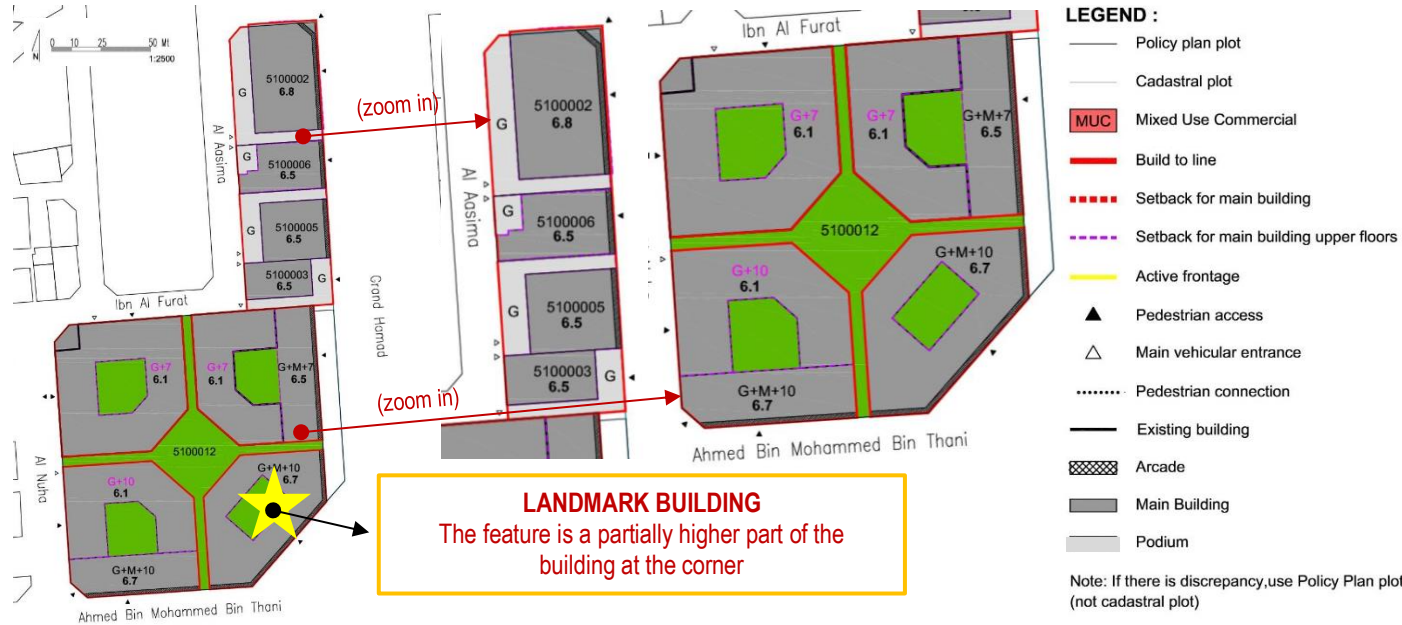 N
0 10 25 50 Mt
1:2500
5100002
6.8
G
Al Aasima
G
5100006
6.5
G
5100005
6.5
5100003
6.5
G
Grand Hamad
Ibn Al Furat
G+7
6.1
G+7
6.1
G+M+7
6.5
5100012
Al Nuha
G+10
6.1
G+M+10
6.7
G+M+10
6.7
Ahmed Bin Mohammed Bin Thani
(zoom in)
(zoom in)
5100002
6.8
G
Al Aasima
G
5100006
6.5
G
5100005
6.5
5100003
6.5
G
Ibn Al Furat
G+7
6.1
G+7
6.1
G+M+7
6.5
5100012
G+10
6.1
G+M+10
6.7
G+M+10
6.7
Ahmed Bin Mohammed Bin Thani
LANDMARK BUILDING
The feature is a partially higher part of the
building at the corner
LEGEND :
Policy plan plot
Cadastral plot
MUC Mixed Use Commercial
Build to line
Setback for main building
Setback for main building upper floors
Active frontage
Pedestrian access
Main vehicular entrance
Pedestrian connection
Existing building
Arcade
Main Building
Podium
Note: If there is discrepancy,use Policy Plan plot
(not cadastral plot)